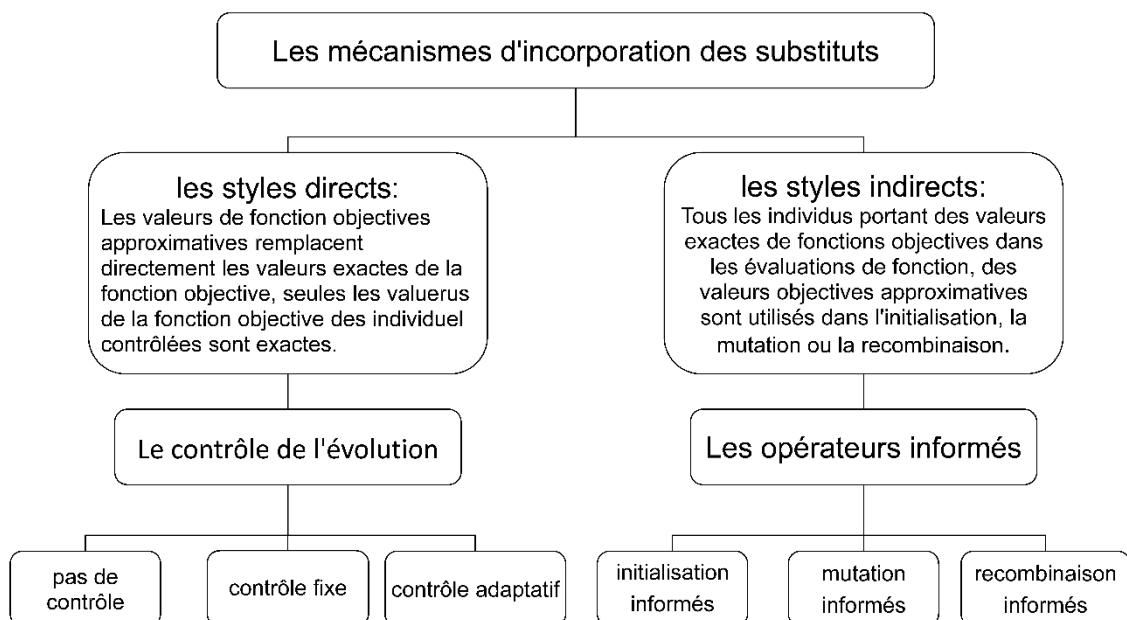 Les mécanismes d'incorporation des substituts
les styles directs:
Les valeurs de fonction objectives
approximatives remplacent
directement les valeurs exactes de la
fonction objective, seules les valuerus
de la fonction objective des individuel
contrôlées sont exactes.
les styles indirects:
Tous les individus portant des valeurs
exactes de fonctions objectives dans
les évaluations de fonction, des
valeurs objectives approximatives
sont utilisés dans l'initialisation, la
mutation ou la recombinaison.
Le contrôle de l'évolution
Les opérateurs informés
pas de
contrôle
contrôle fixe
contrôle adaptatif
initialisation
informés
mutation
informés
recombinaison
informés